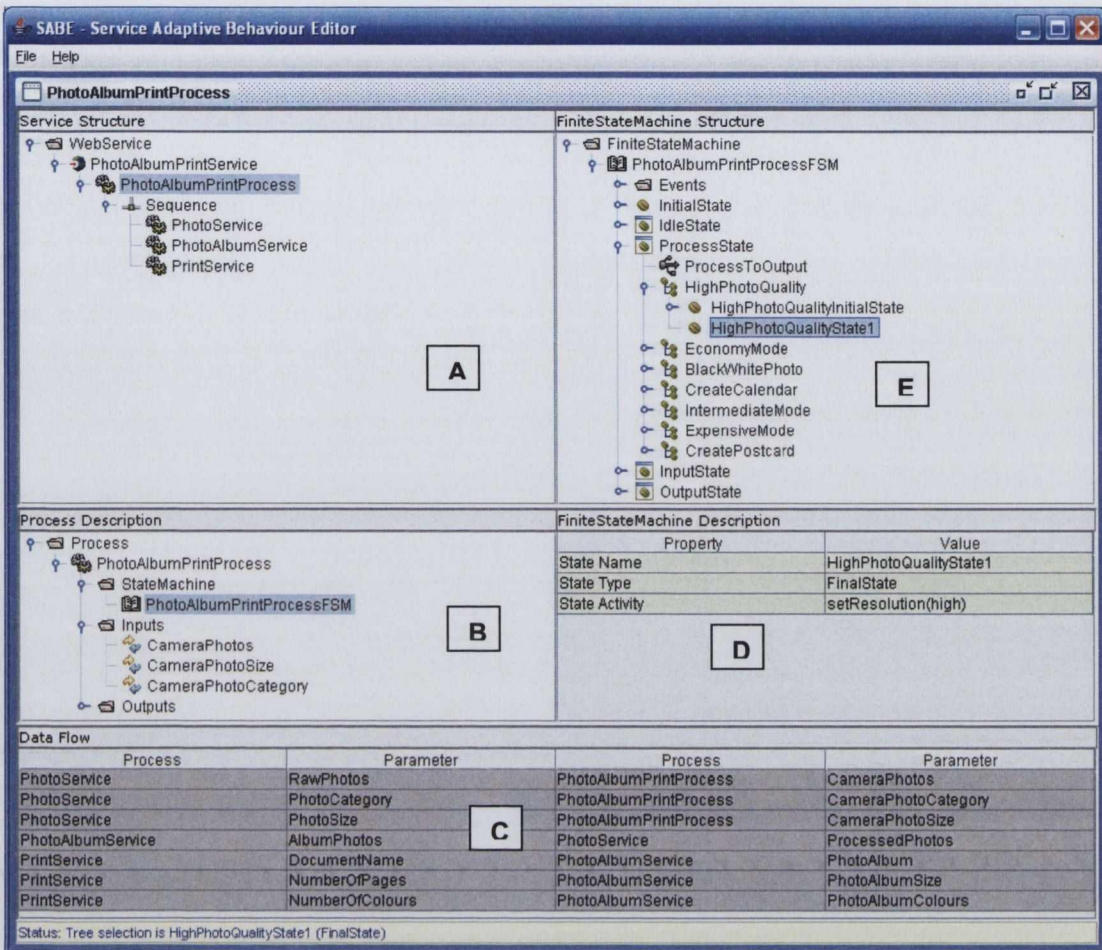 SABE - Service Adaptive Behaviour Editor
File Help
PhotoAlbumPrintProcess
Service Structure
WebService
PhotoAlbumPrintService
PhotoAlbumPrintProcess
Sequence
PhotoService
PhotoAlbumService
PrintService
A
FiniteStateMachine Structure
FiniteStateMachine
PhotoAlbumPrintProcessFSM
Events
InitialState
IdleState
ProcessState
ProcessToOutput
HighPhotoQuality
HighPhotoQualityInitialState
HighPhotoQualityState1
EconomyMode
BlackWhitePhoto
CreateCalendar
IntermediateMode
ExpensiveMode
CreatePostcard
InputState
OutputState
E
Process Description
Process
PhotoAlbumPrintProcess
StateMachine
PhotoAlbumPrintProcessFSM
Inputs
CameraPhotos
CameraPhotoSize
CameraPhotoCategory
Outputs
B
FiniteStateMachine Description
Property Value
State Name HighPhotoQualityState1
State Type FinalState
State Activity setResolution(high)
D
Data Flow
Process Parameter Process Parameter
PhotoService RawPhotos PhotoAlbumPrintProcess CameraPhotos
PhotoService PhotoCategory PhotoAlbumPrintProcess CameraPhotoCategory
PhotoService PhotoSize PhotoAlbumPrintProcess CameraPhotoSize
PhotoAlbumService AlbumPhotos PhotoService ProcessedPhotos
PrintService DocumentName PhotoAlbumService PhotoAlbum
PrintService NumberOfPages PhotoAlbumService PhotoAlbumSize
PrintService NumberOfColours PhotoAlbumService PhotoAlbumColours
C
Status: Tree selection is HighPhotoQualityState1 (FinalState)